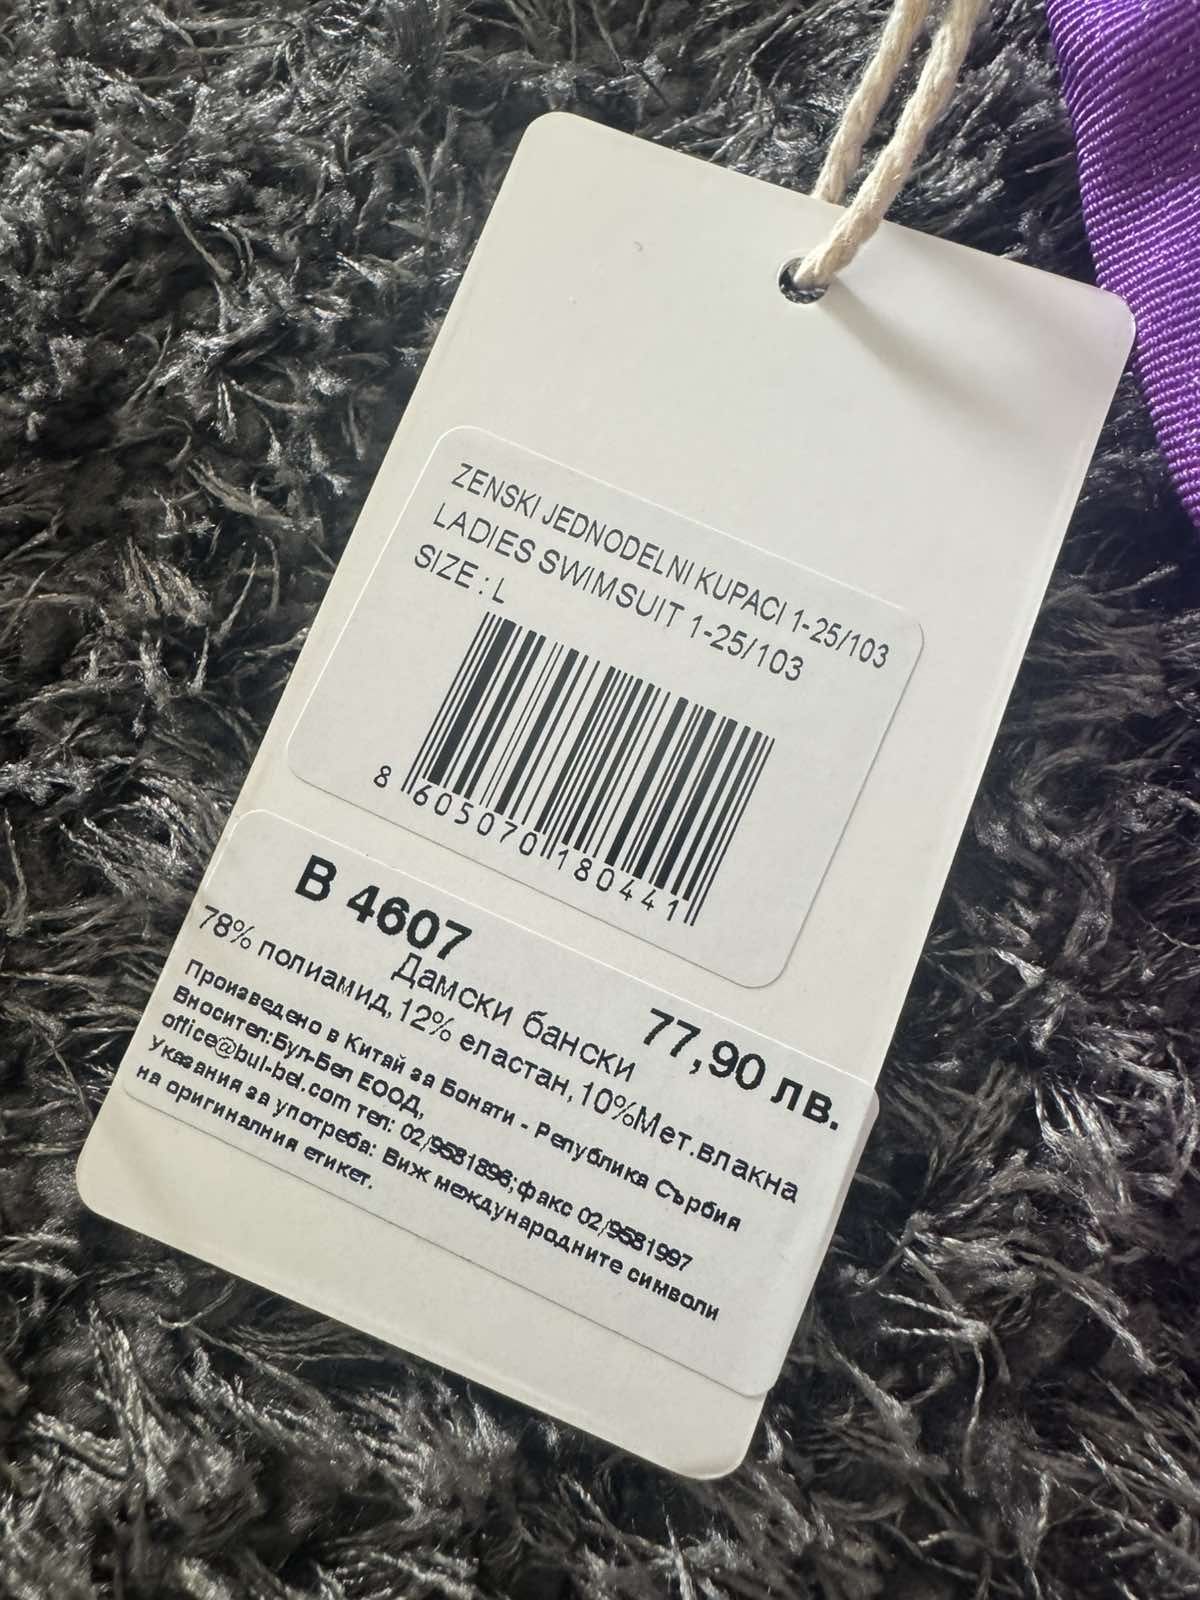 ZENSKI JEDNODELNI KUPACI 1-25/103
LADIES SWIMSUIT 1-25/103
SIZE : L
8 605070 180441
В 4607
77,90 лв.
Дамски бански
78% полиамид,12% еластан,10%Мет.влакна
Произведено в Китай за Бонати - Република Сърбия
Вносител:Бул-Бел ЕООД,
office@bul-bel.com тел: 02/9581898;факс 02/9581997
Указания за употреба: Виж международните символи
на оригиналния етикет.